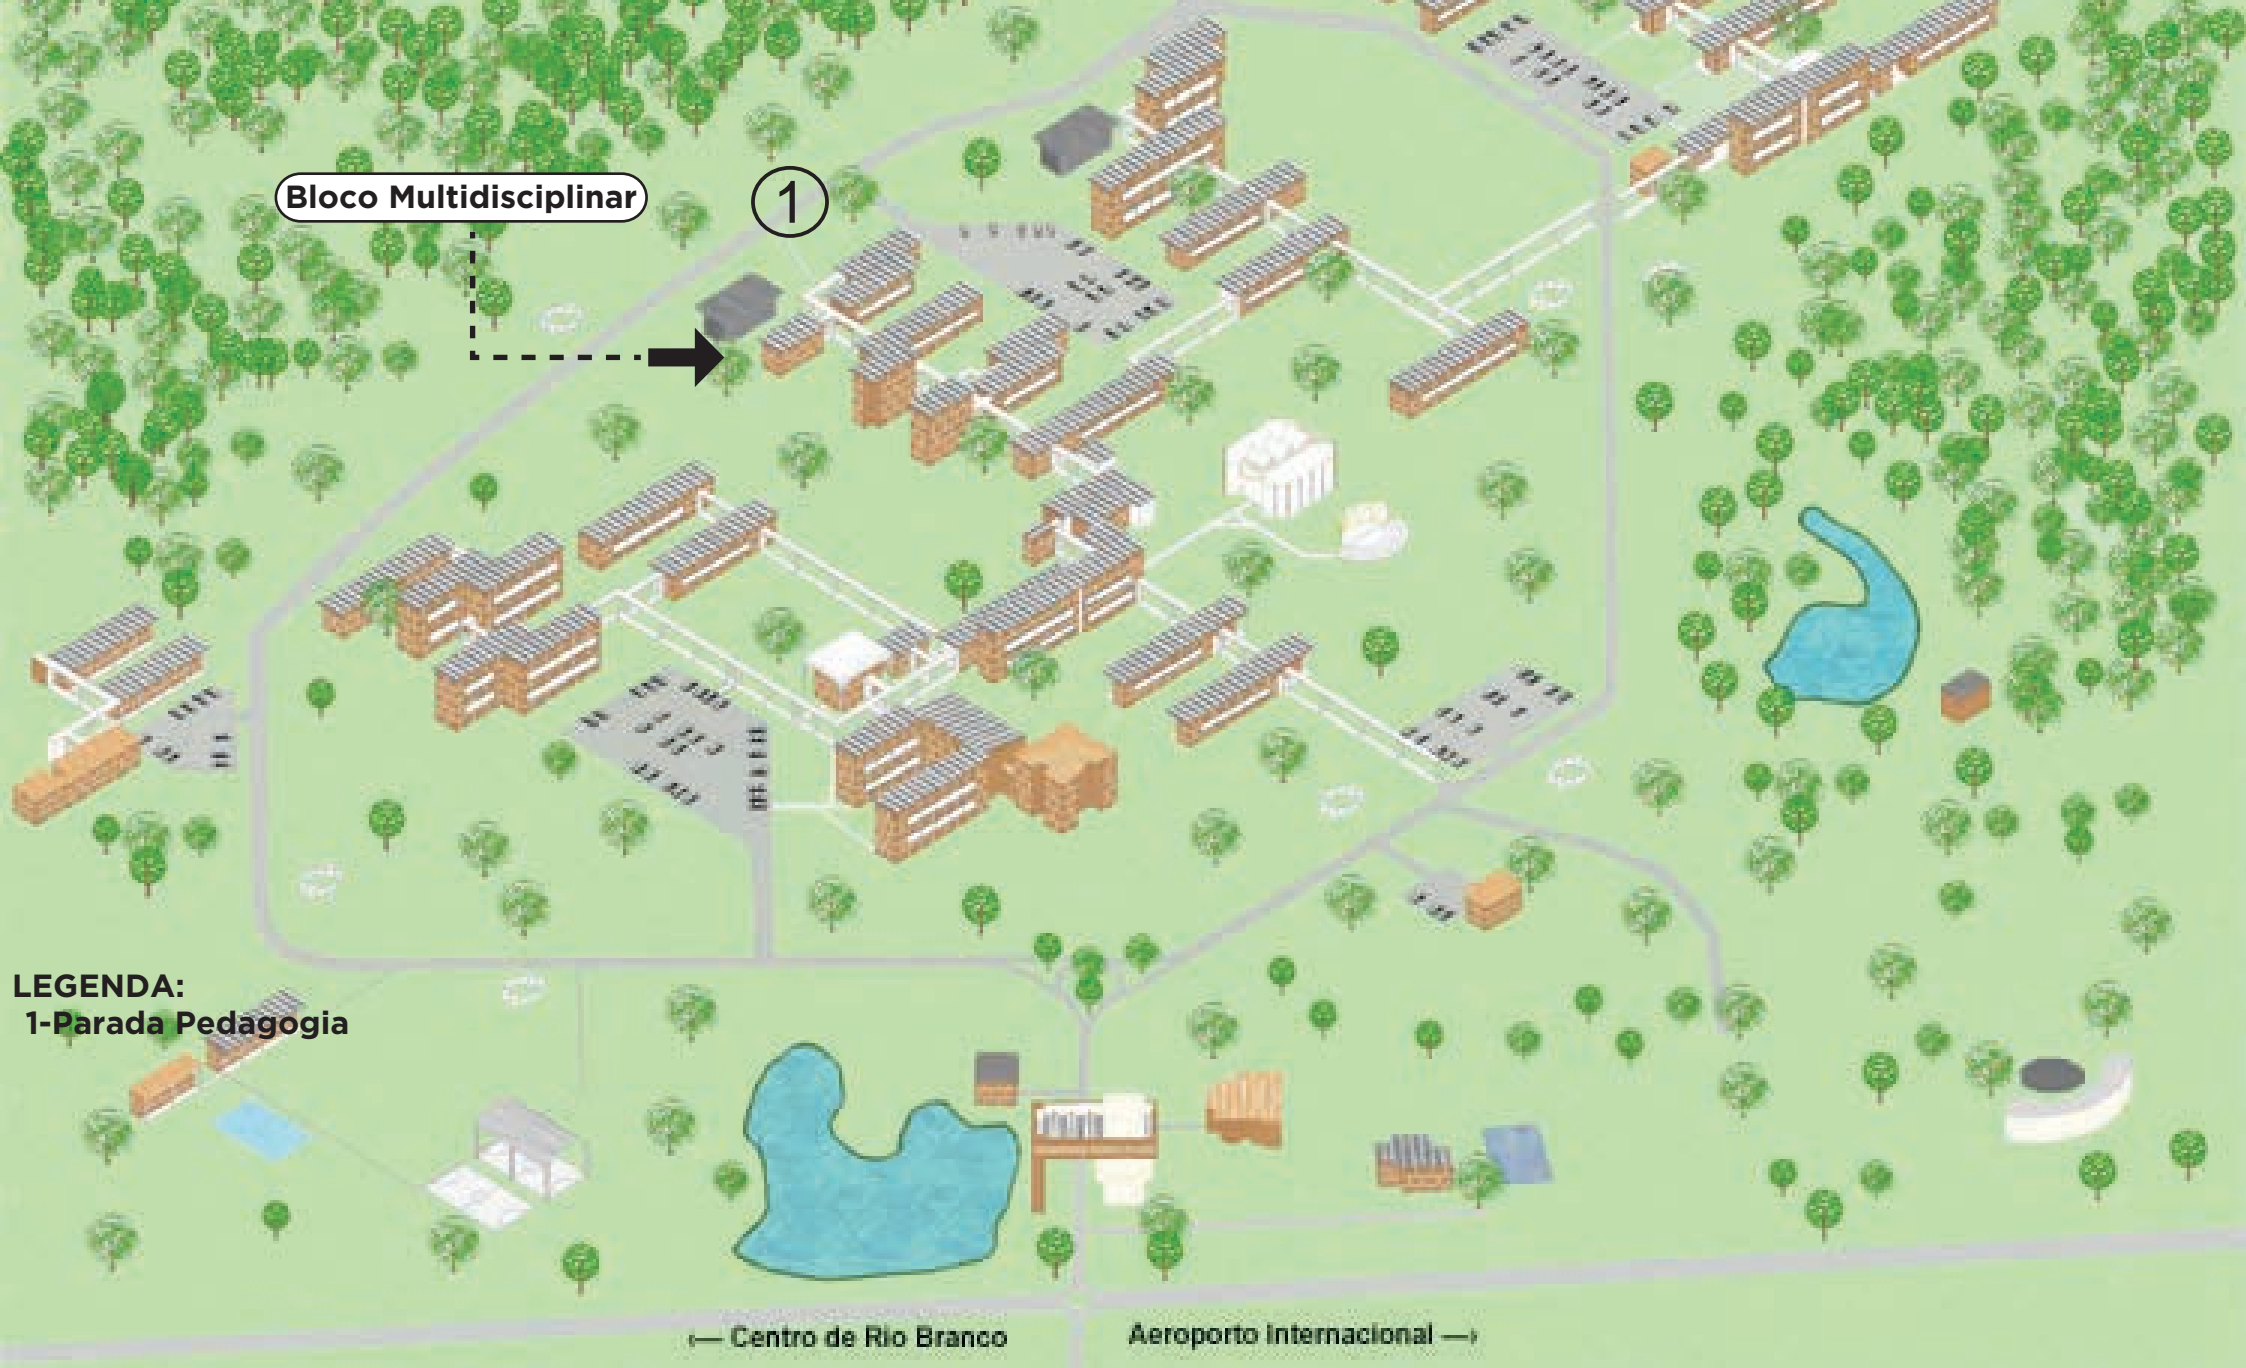 Bloco Multidisciplinar
1
LEGENDA:
1-Parada Pedagogia
⟵ Centro de Rio Branco
Aeroporto Internacional ⟶